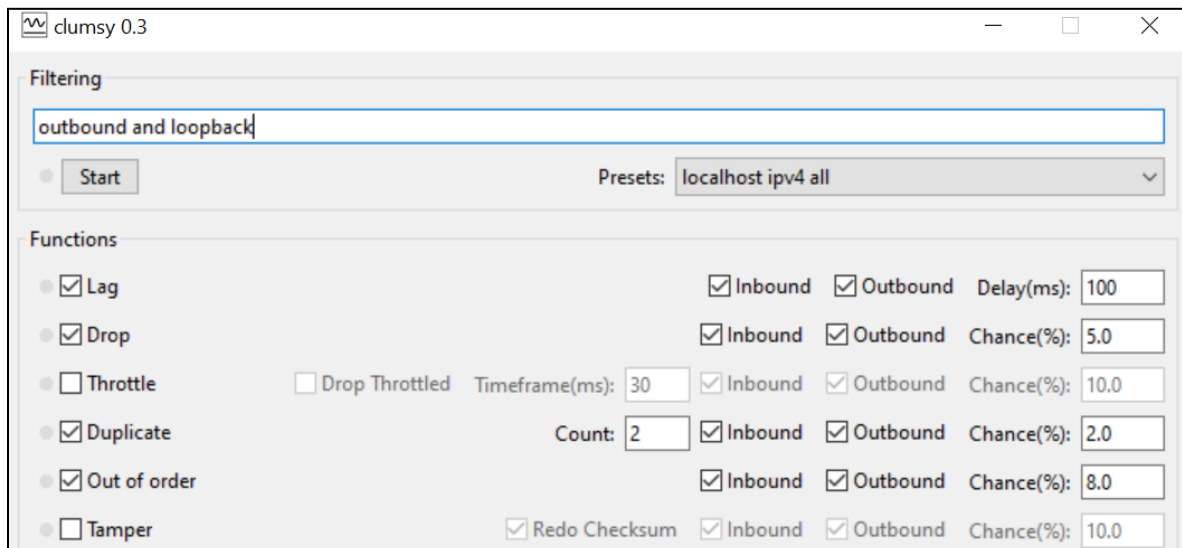 clumsy 0.3
Filtering
outbound and loopback
Start Presets: localhost ipv4 all
Functions
Lag Inbound Outbound Delay(ms): 100
Drop Inbound Outbound Chance(%): 5.0
Throttle Drop Throttled Timeframe(ms): 30 Inbound Outbound Chance(%): 10.0
Duplicate Count: 2 Inbound Outbound Chance(%): 2.0
Out of order Inbound Outbound Chance(%): 8.0
Tamper Redo Checksum Inbound Outbound Chance(%): 10.0